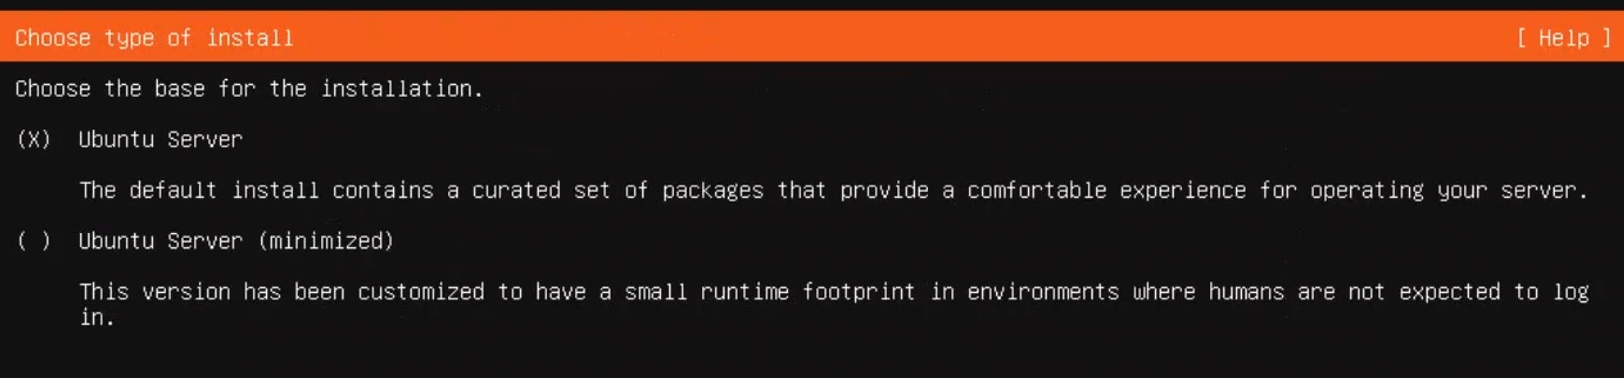 Choose type of install [ Help ]
Choose the base for the installation.
(X) Ubuntu Server
The default install contains a curated set of packages that provide a comfortable experience for operating your server.
( ) Ubuntu Server (minimized)
This version has been customized to have a small runtime footprint in environments where humans are not expected to log
in.